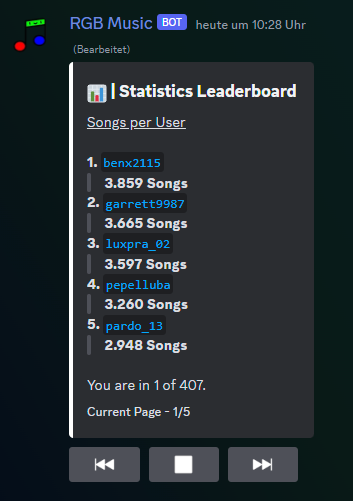 RGB Music BOT heute um 10:28 Uhr
(Bearbeitet)
| Statistics Leaderboard
Songs per User
1. benx2115
3.859 Songs
2. garrett9987
3.665 Songs
3. luxpra_02
3.597 Songs
4. pepelluba
3.260 Songs
5. pardo_13
2.948 Songs
You are in 1 of 407.
Current Page - 1/5